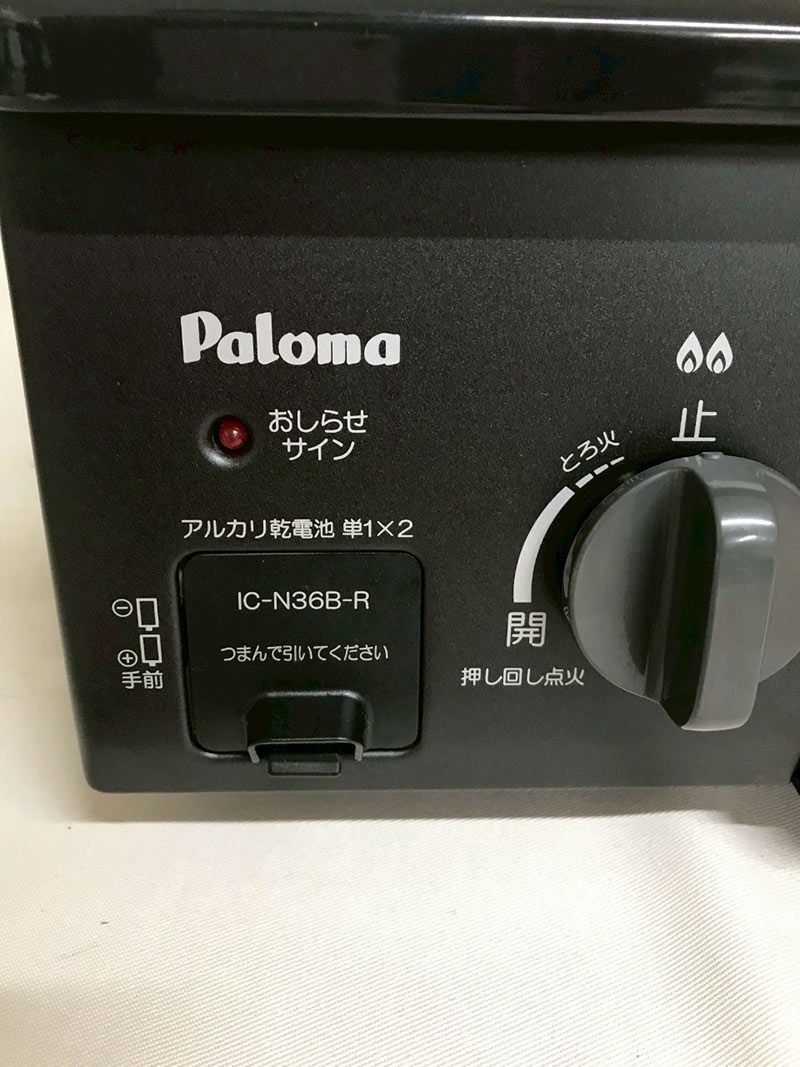 Paloma
おしらせ
サイン
止
とろ火
アルカリ乾電池 単1×2
IC-N36B-R
つまんで引いてください
⊖
⊕
手前
開
押し回し点火